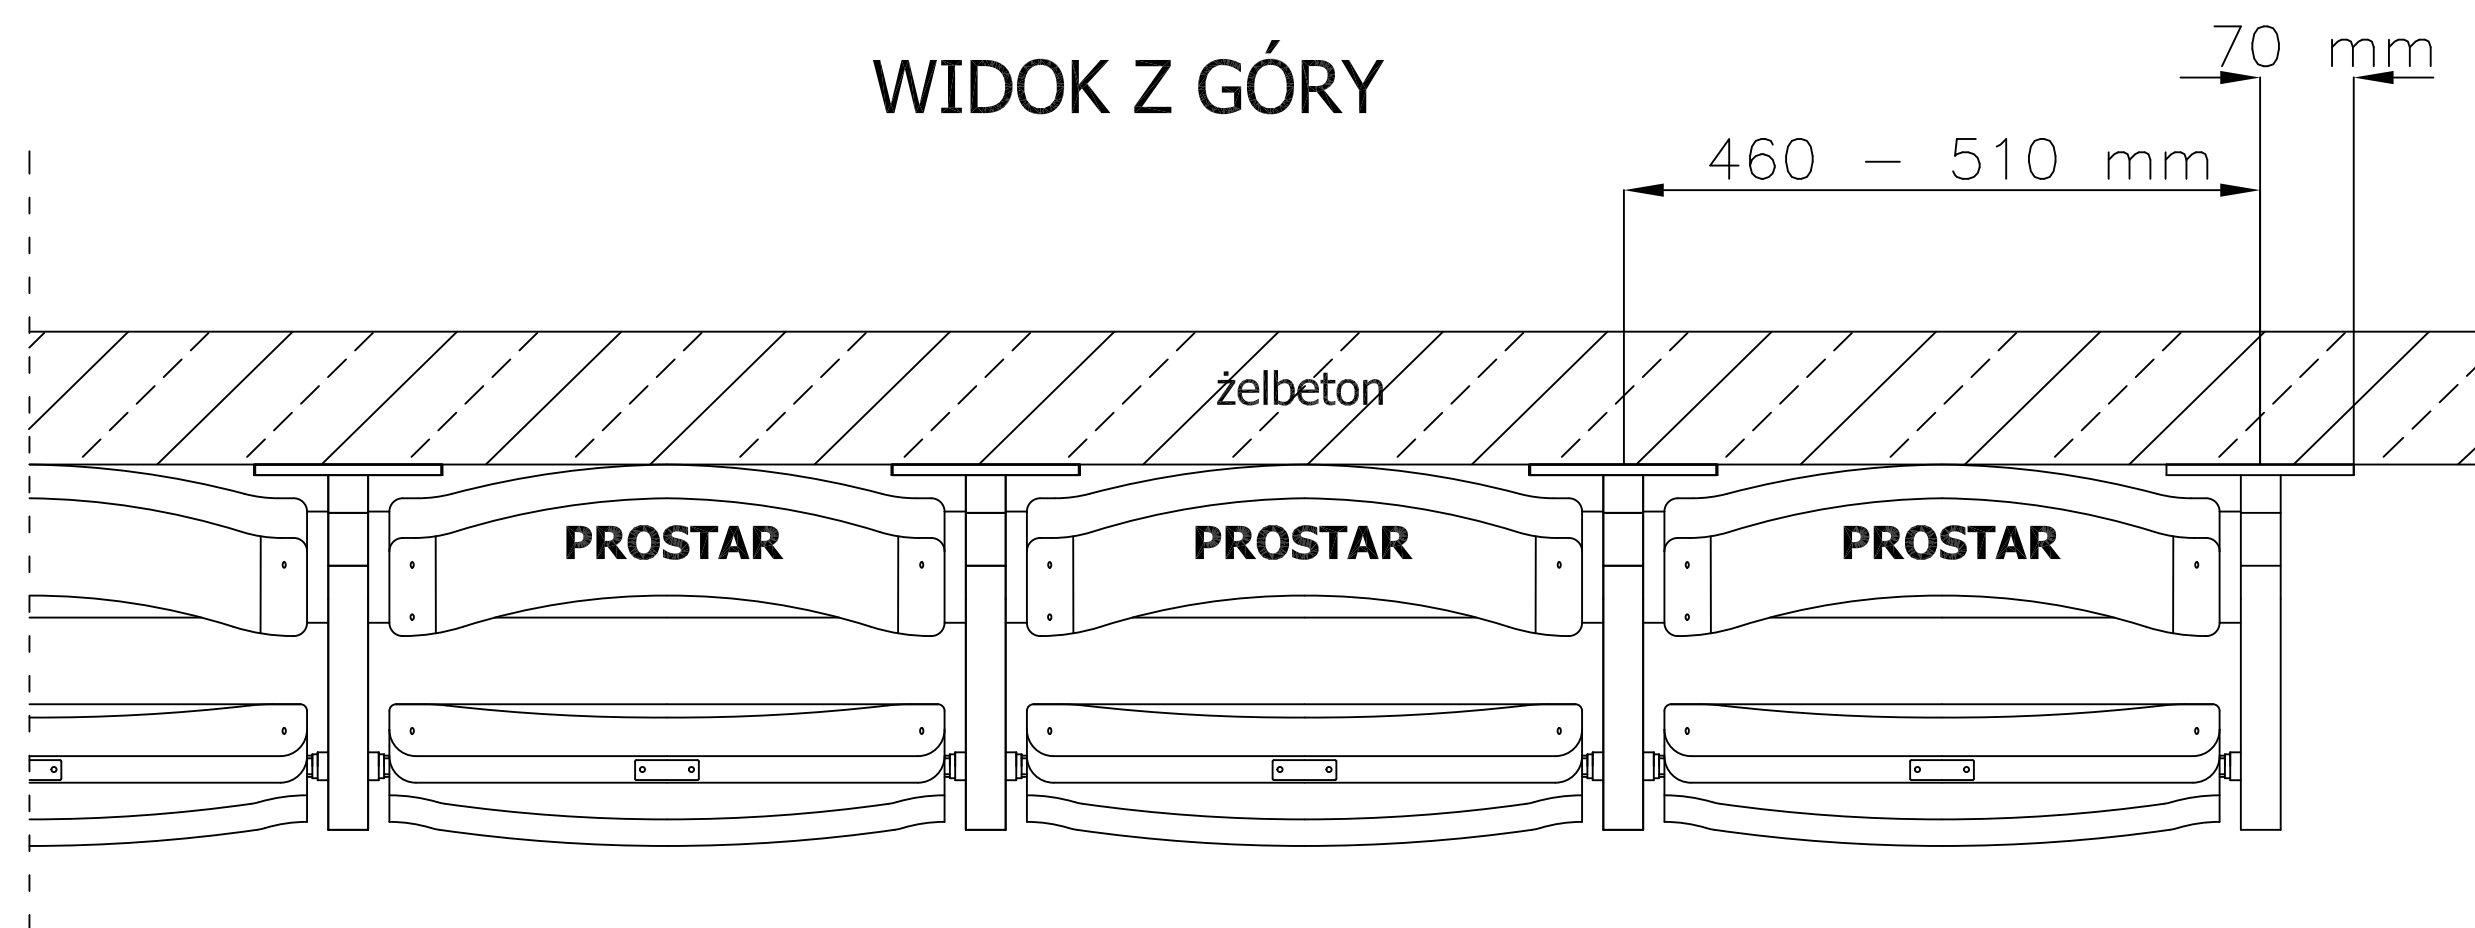 70 mm
WIDOK Z GÓRY
460 - 510 mm
żelbeton
PROSTAR PROSTAR PROSTAR